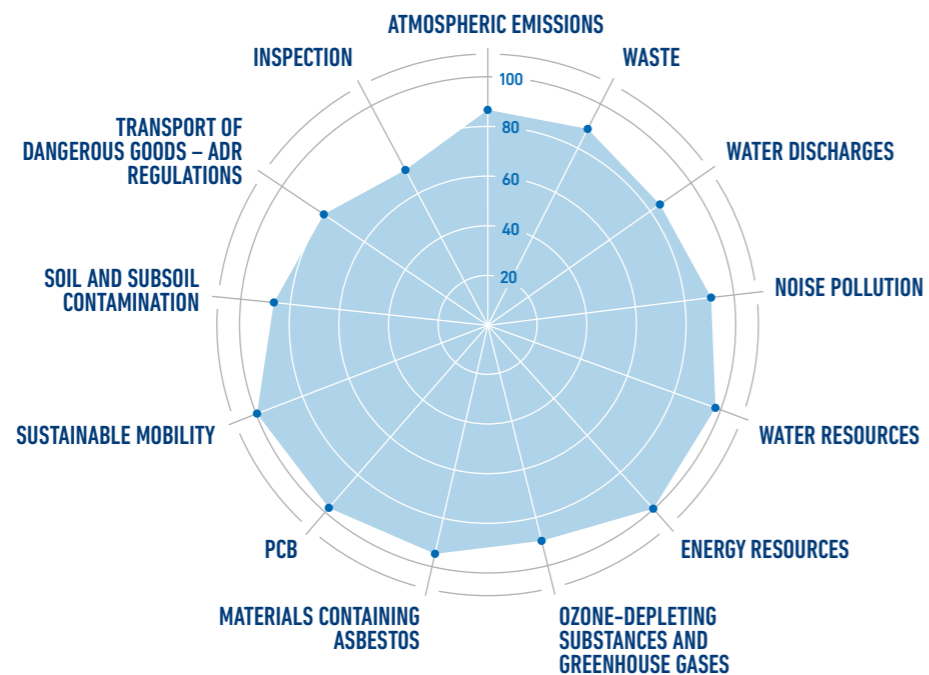 ATMOSPHERIC EMISSIONS
WASTE
WATER DISCHARGES
NOISE POLLUTION
WATER RESOURCES
ENERGY RESOURCES
OZONE-DEPLETING
SUBSTANCES AND
GREENHOUSE GASES
MATERIALS CONTAINING
ASBESTOS
PCB
SUSTAINABLE MOBILITY
SOIL AND SUBSOIL
CONTAMINATION
TRANSPORT OF
DANGEROUS GOODS – ADR
REGULATIONS
INSPECTION
100
80
60
40
20